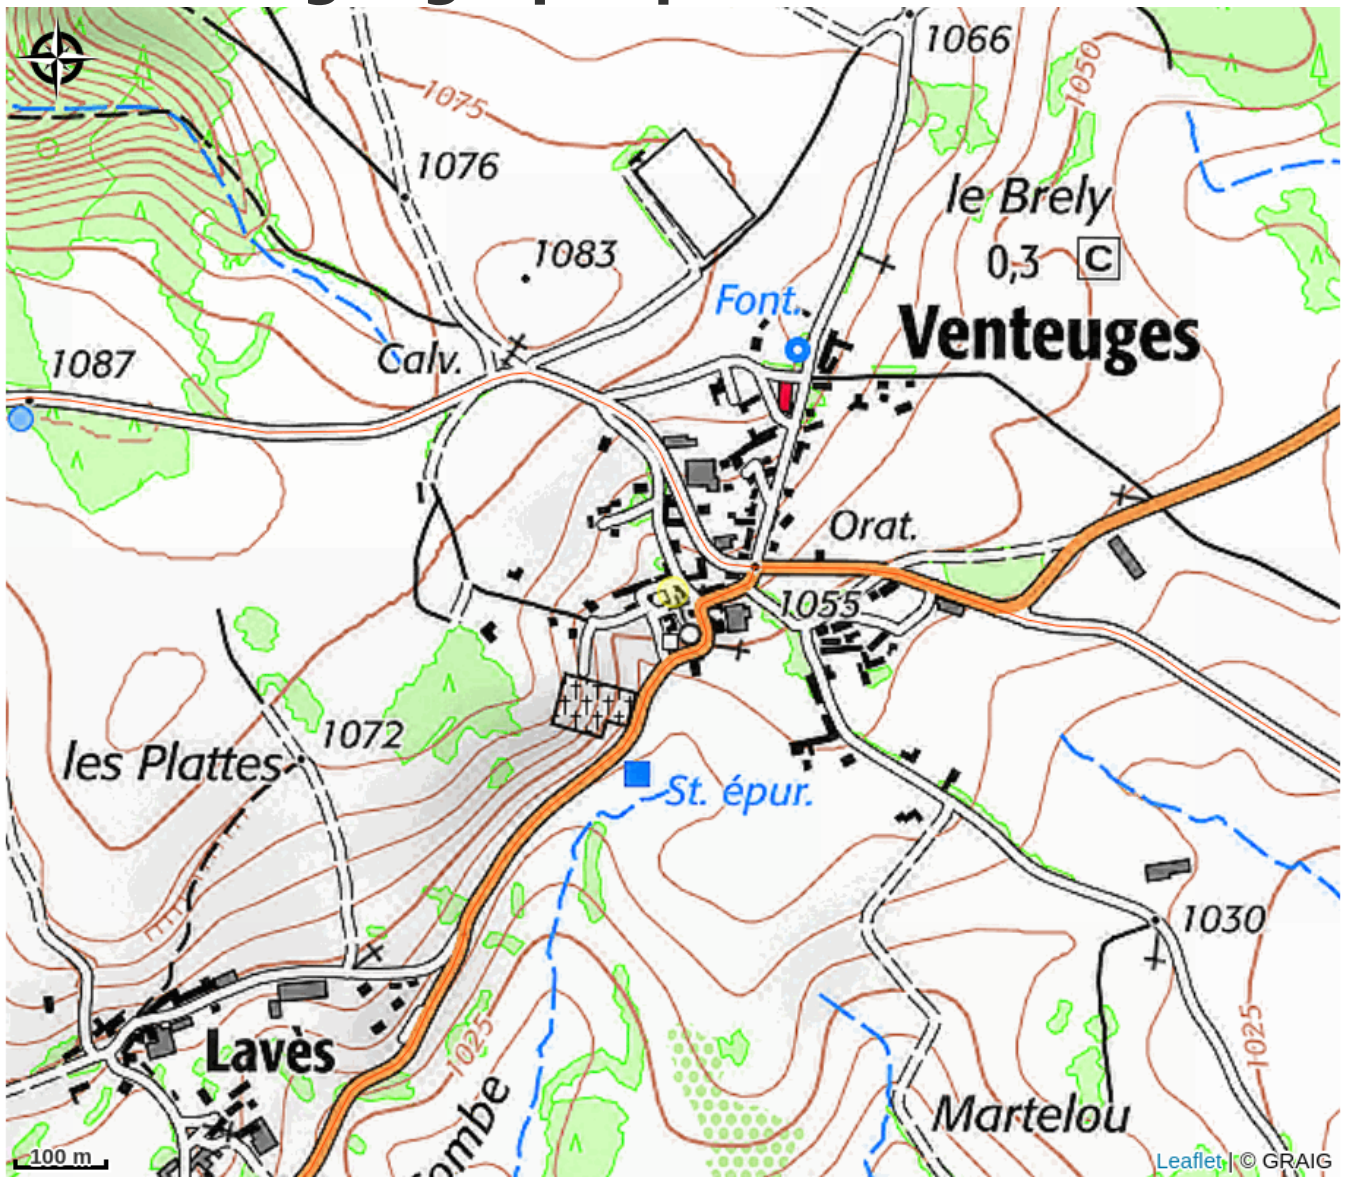 1066
1075
1050
1076
le Brely
1083
0,3 C
Font.
Venteuges
1087
Calv.
Orat.
1055
1072
les Plattes
St. épur.
1030
Lavès
1025
1025
Martelou
ombe
100 m
Leaflet | © GRAIG